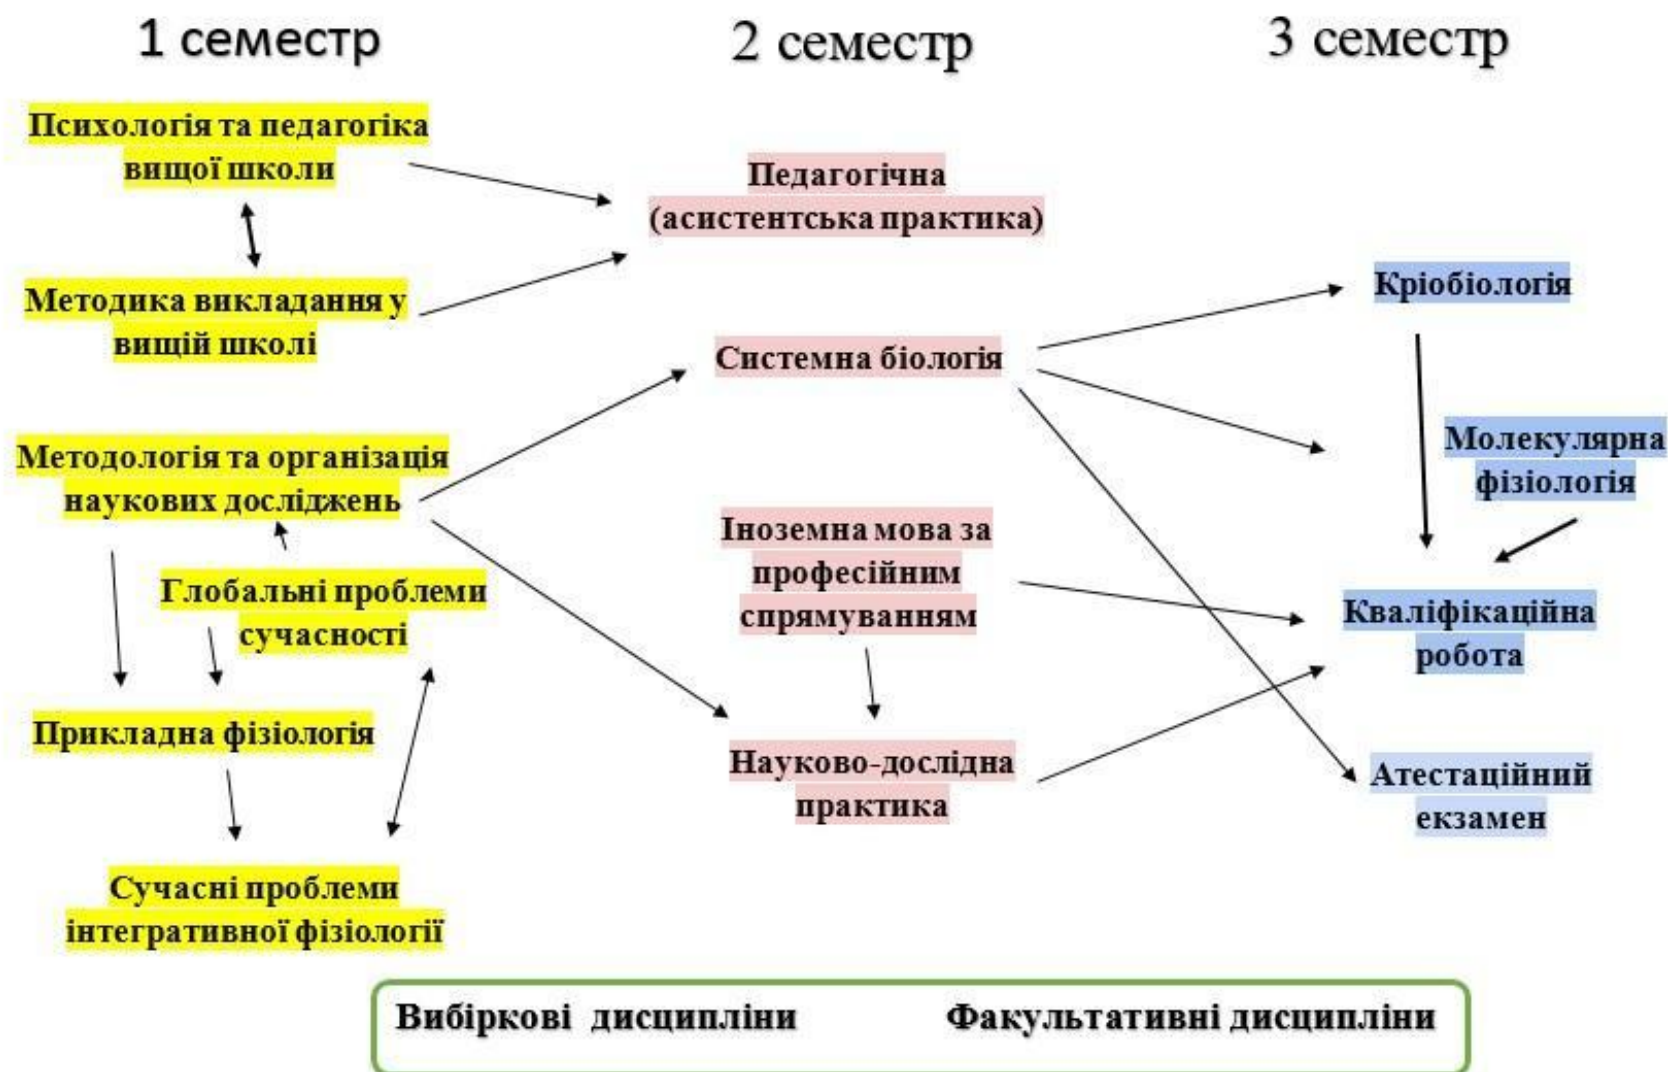 1 семестр
2 семестр
3 семестр
Психологія та педагогіка
вищої школи
Методика викладання у
вищій школі
Методологія та організація
наукових досліджень
Глобальні проблеми
сучасності
Прикладна фізіологія
Сучасні проблеми
інтегративної фізіології
Педагогічна
(асистентська практика)
Системна біологія
Іноземна мова за
професійним
спрямуванням
Науково-дослідна
практика
Кріобіологія
Молекулярна
фізіологія
Кваліфікаційна
робота
Атестаційний
екзамен
Вибіркові дисципліни
Факультативні дисципліни